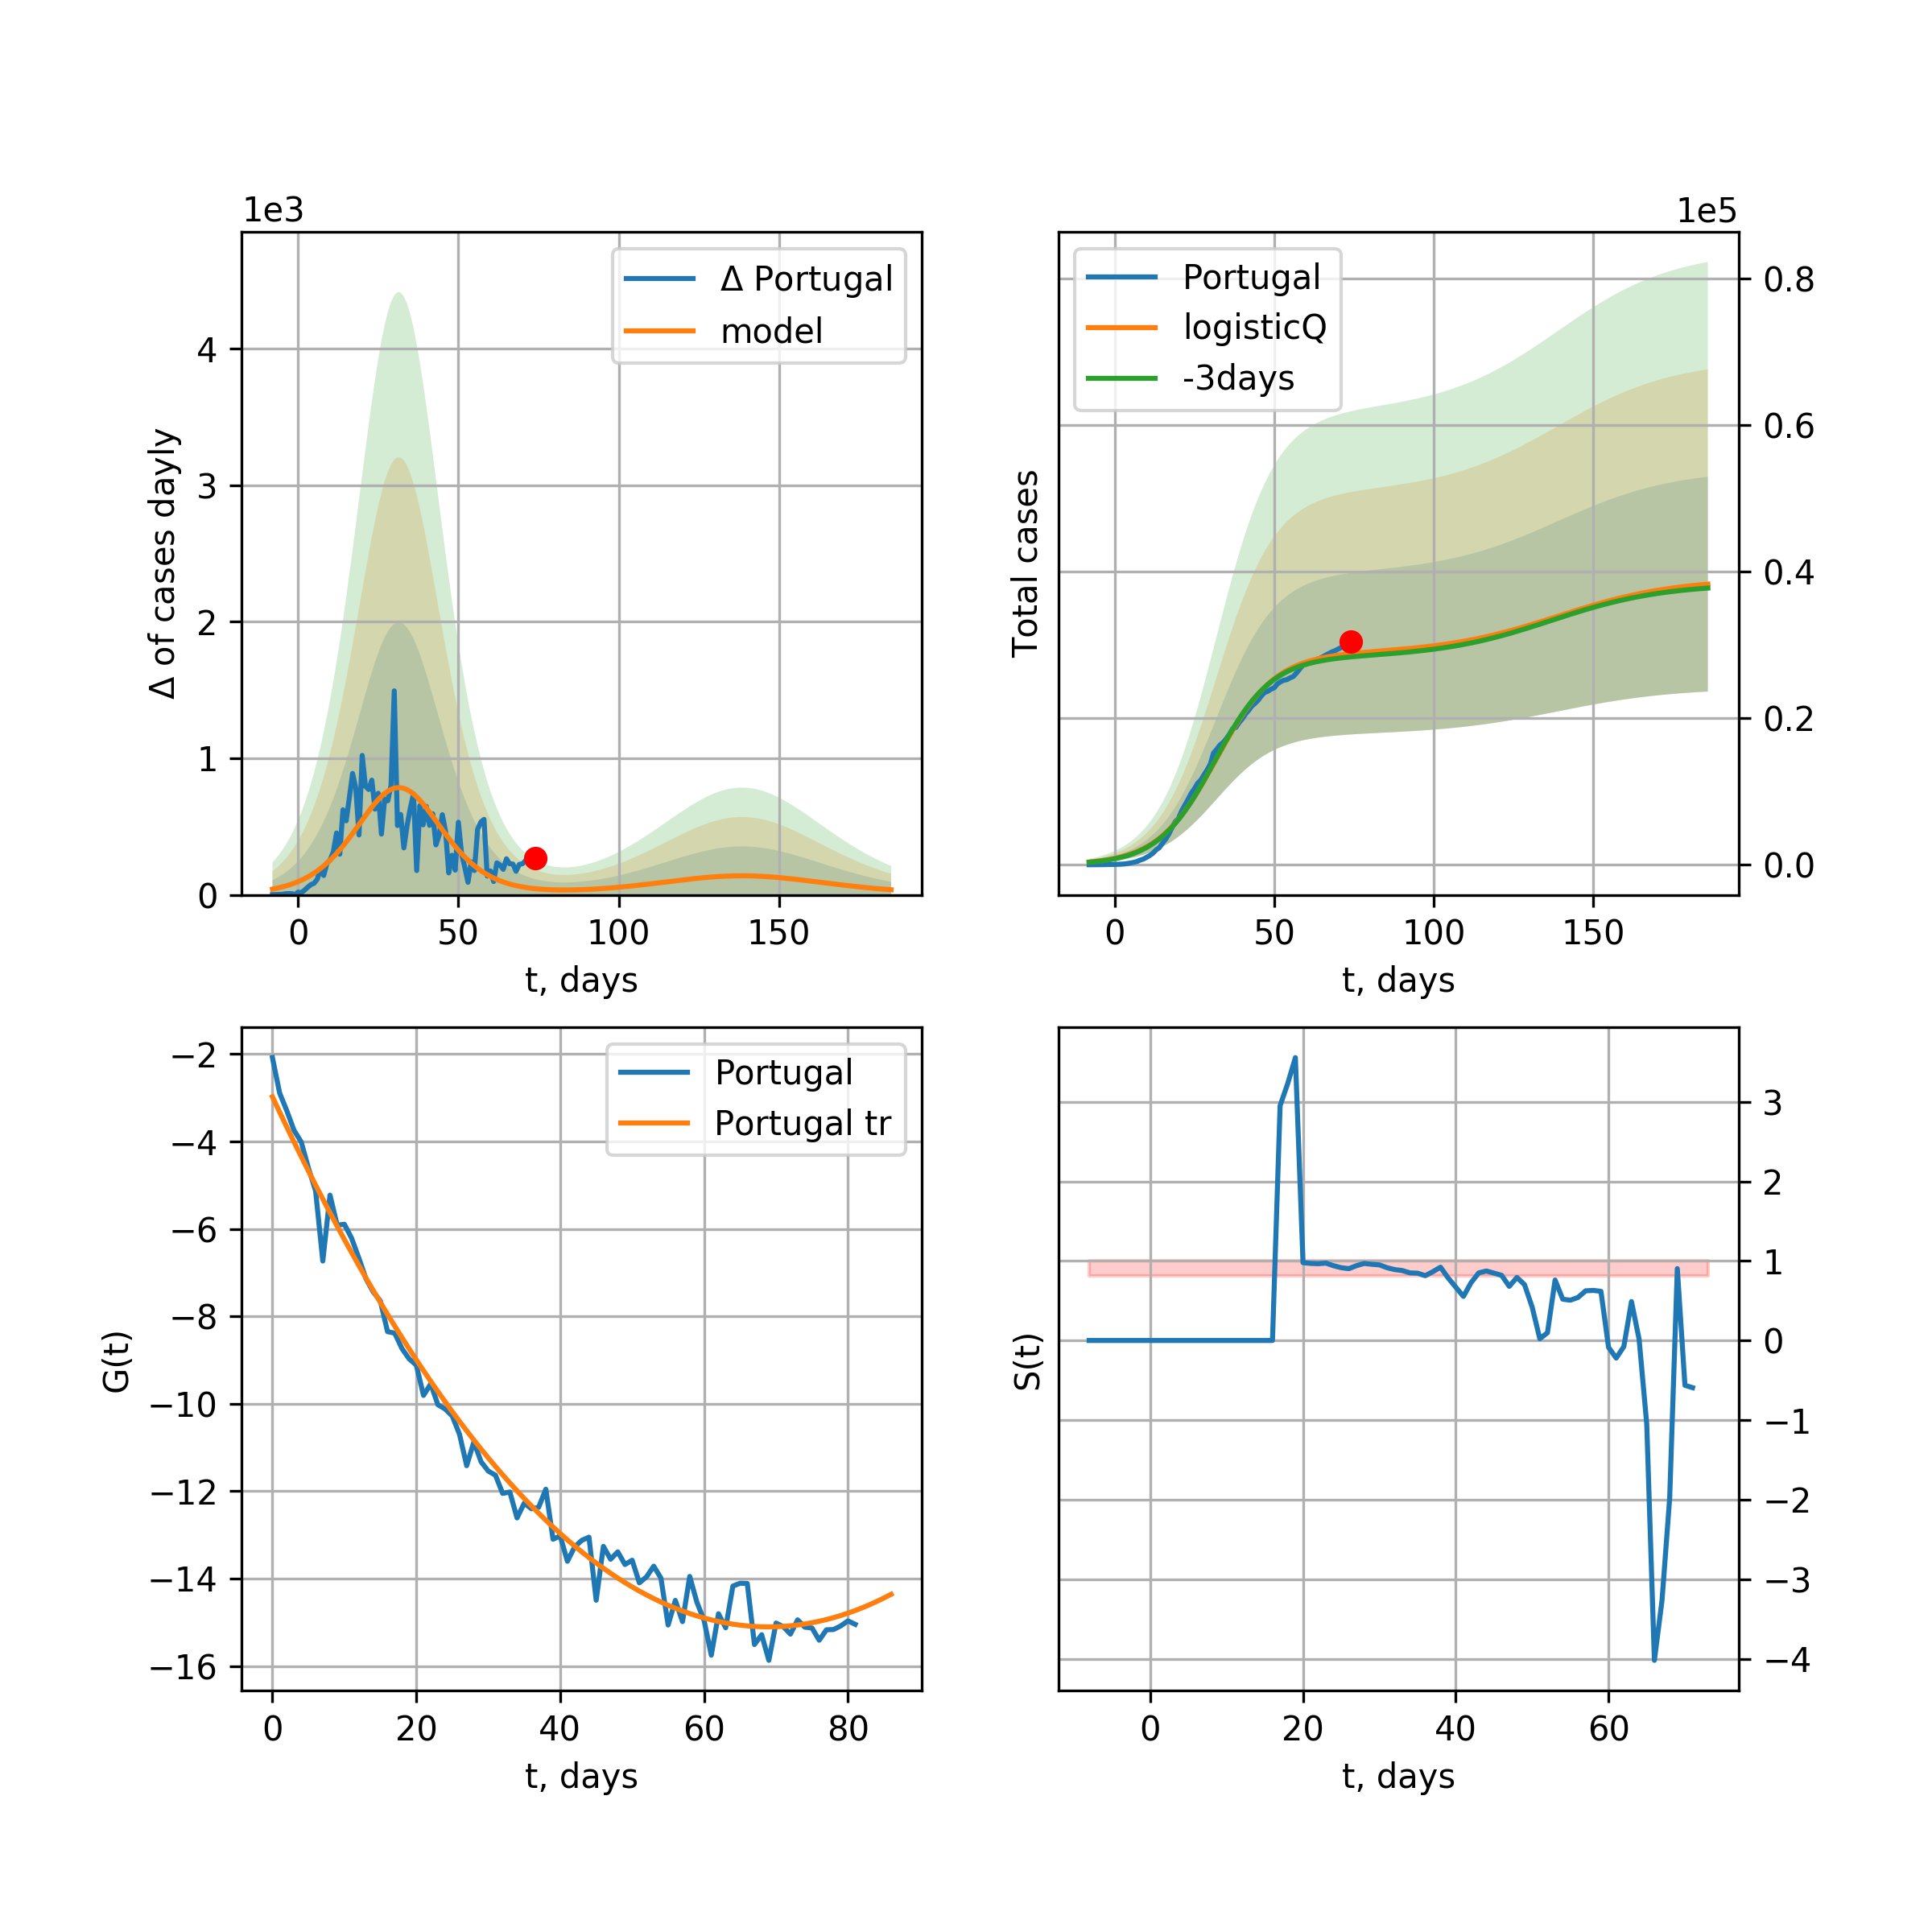 1e3
Δ Portugal
model
Δ of cases dayly
4
3
2
1
0
0 50 100 150
t, days
1e5
Portugal
logisticQ
-3days
Total cases
0.8
0.6
0.4
0.2
0.0
0 50 100 150
t, days
Portugal
Portugal tr
G(t)
−2
−4
−6
−8
−10
−12
−14
−16
0 20 40 60 80
t, days
S(t)
3
2
1
0
−1
−2
−3
−4
0 20 40 60
t, days